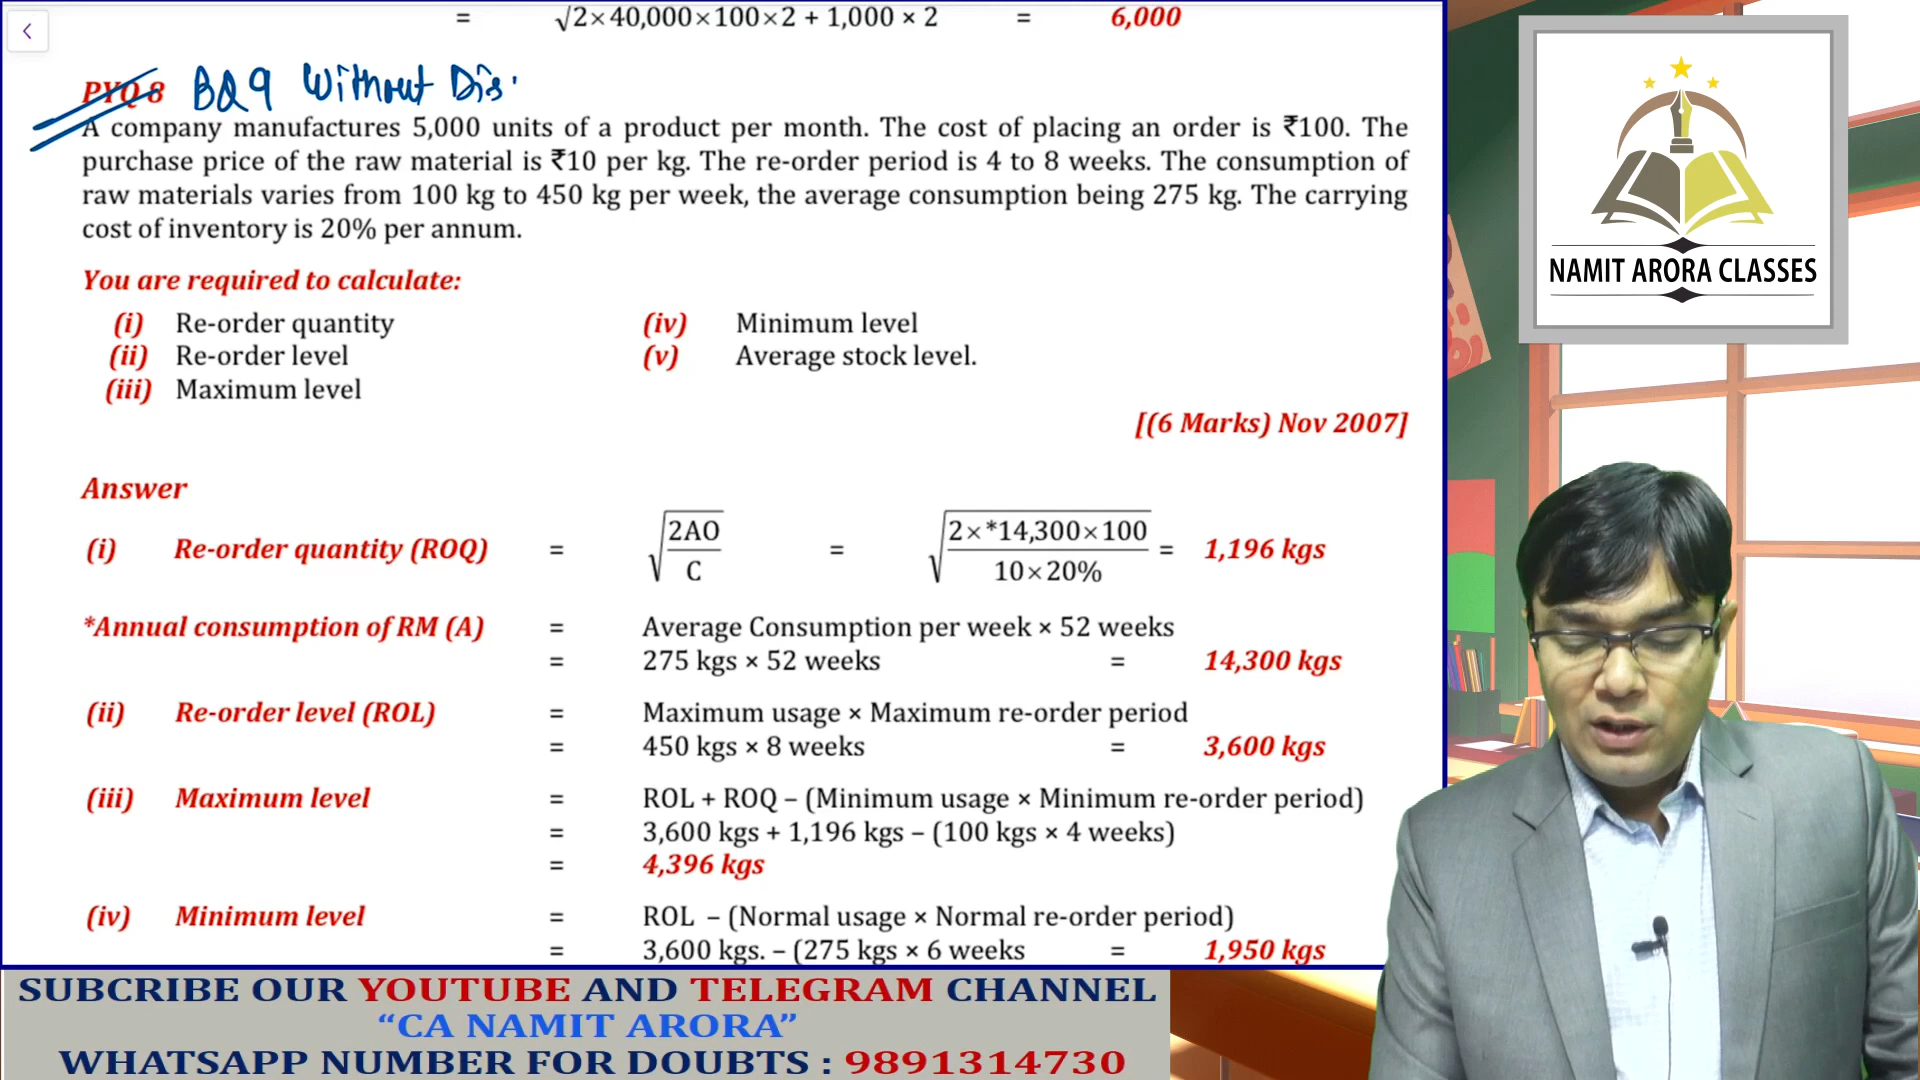 = √2×40,000×100×2 + 1,000 × 2 = 6,000
PYQ 8 BQ9 Without Dis.
A company manufactures 5,000 units of a product per month. The cost of placing an order is ₹100. The
purchase price of the raw material is ₹10 per kg. The re-order period is 4 to 8 weeks. The consumption of
raw materials varies from 100 kg to 450 kg per week, the average consumption being 275 kg. The carrying
cost of inventory is 20% per annum.
You are required to calculate:
(i) Re-order quantity (iv) Minimum level
(ii) Re-order level (v) Average stock level.
(iii) Maximum level
[(6 Marks) Nov 2007]
Answer
(i) Re-order quantity (ROQ) = √2AO/C = √2×*14,300×100/10×20% = 1,196 kgs
*Annual consumption of RM (A) = Average Consumption per week × 52 weeks
= 275 kgs × 52 weeks = 14,300 kgs
(ii) Re-order level (ROL) = Maximum usage × Maximum re-order period
= 450 kgs × 8 weeks = 3,600 kgs
(iii) Maximum level = ROL + ROQ – (Minimum usage × Minimum re-order period)
= 3,600 kgs + 1,196 kgs – (100 kgs × 4 weeks)
= 4,396 kgs
(iv) Minimum level = ROL – (Normal usage × Normal re-order period)
= 3,600 kgs. – (275 kgs × 6 weeks = 1,950 kgs
NAMIT ARORA CLASSES
SUBCRIBE OUR YOUTUBE AND TELEGRAM CHANNEL
“CA NAMIT ARORA”
WHATSAPP NUMBER FOR DOUBTS : 9891314730